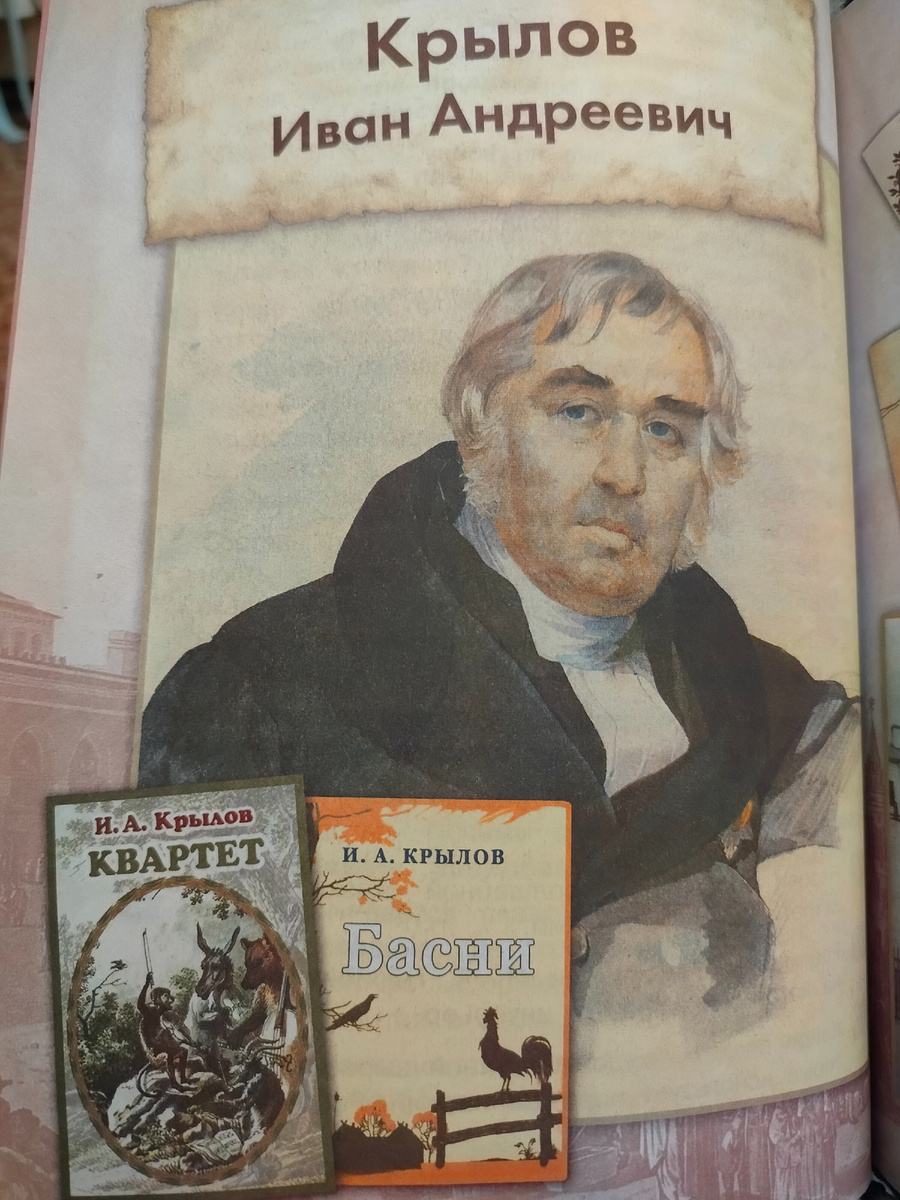 Крылов
Иван Андреевич
И. А. Крылов
КВАРТЕТ
И. А. КРЫЛОВ
Басни